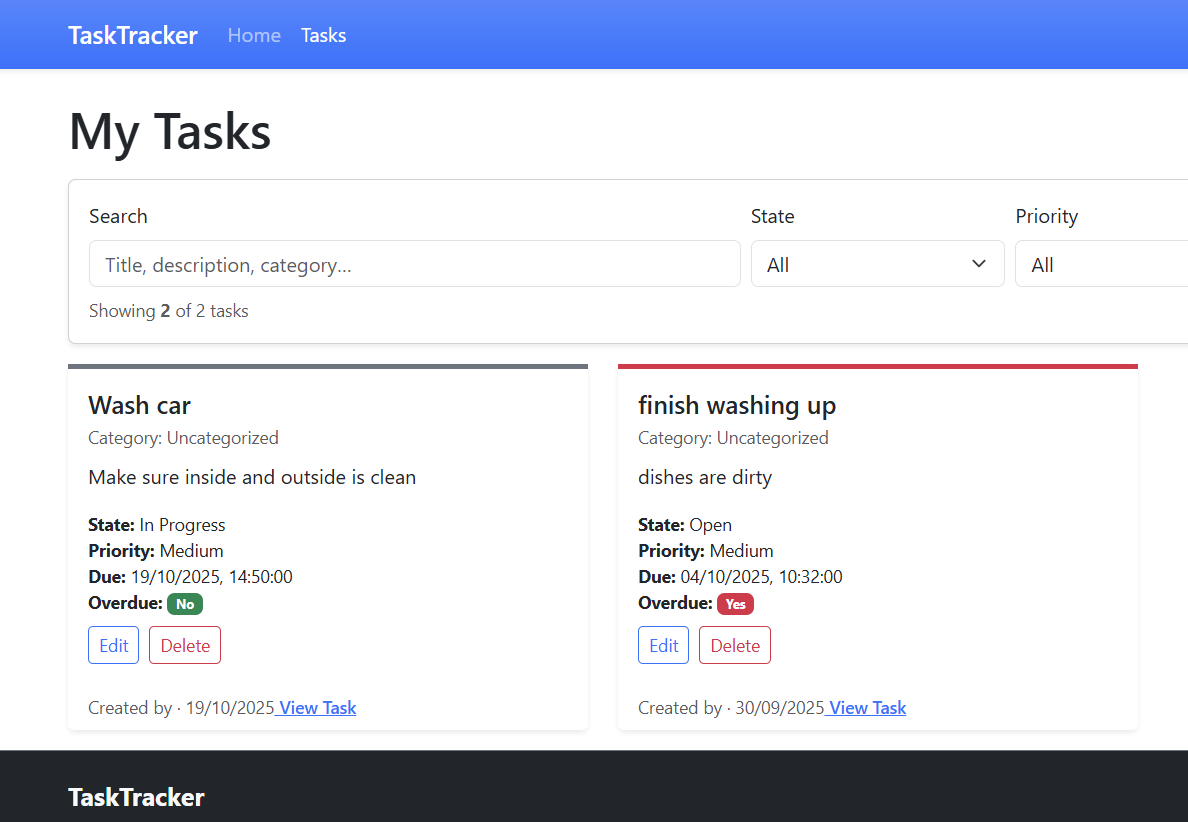 TaskTracker Home Tasks
My Tasks
Search State Priority
Title, description, category... All All
Showing 2 of 2 tasks
Wash car
Category: Uncategorized
Make sure inside and outside is clean
State: In Progress
Priority: Medium
Due: 19/10/2025, 14:50:00
Overdue: No
Edit Delete
Created by · 19/10/2025 View Task
finish washing up
Category: Uncategorized
dishes are dirty
State: Open
Priority: Medium
Due: 04/10/2025, 10:32:00
Overdue: Yes
Edit Delete
Created by · 30/09/2025 View Task
TaskTracker